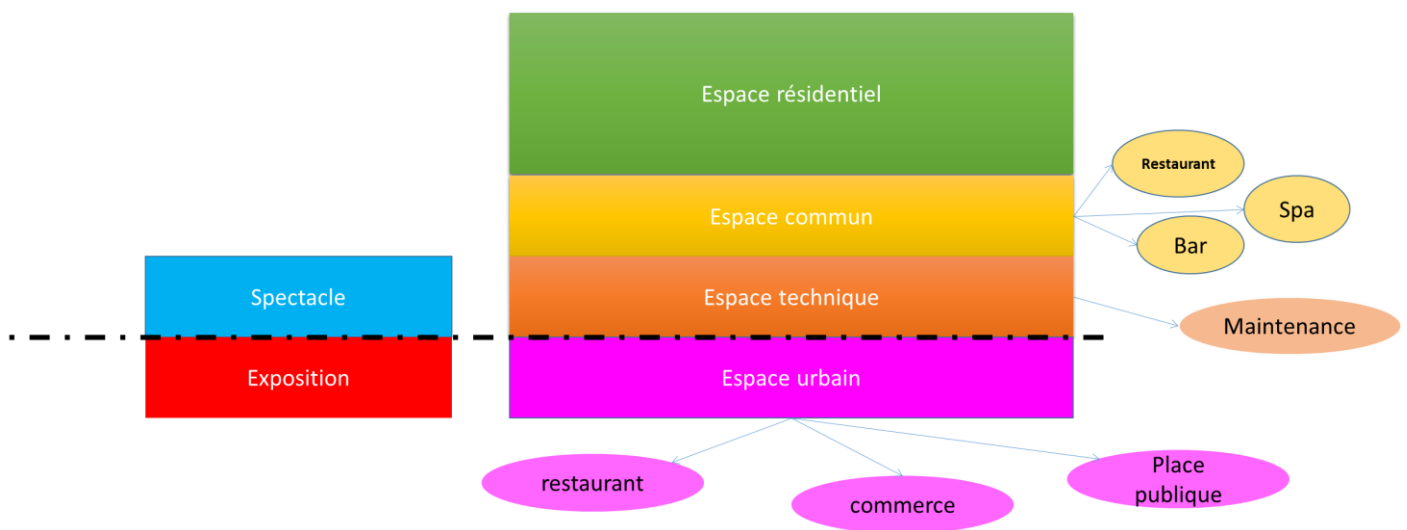 Espace résidentiel
Restaurant
Espace commun
Spa
Bar
Spectacle
Espace technique
Maintenance
Exposition
Espace urbain
restaurant
commerce
Place
publique